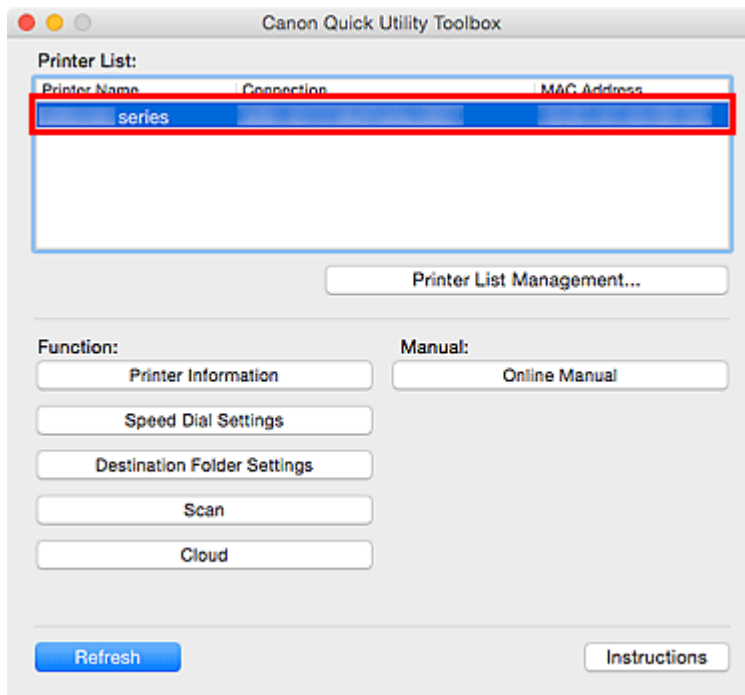 Canon Quick Utility Toolbox
Printer List:
Printer Name Connection MAC Address
series
Printer List Management...
Function: Manual:
Printer Information Online Manual
Speed Dial Settings
Destination Folder Settings
Scan
Cloud
Refresh Instructions